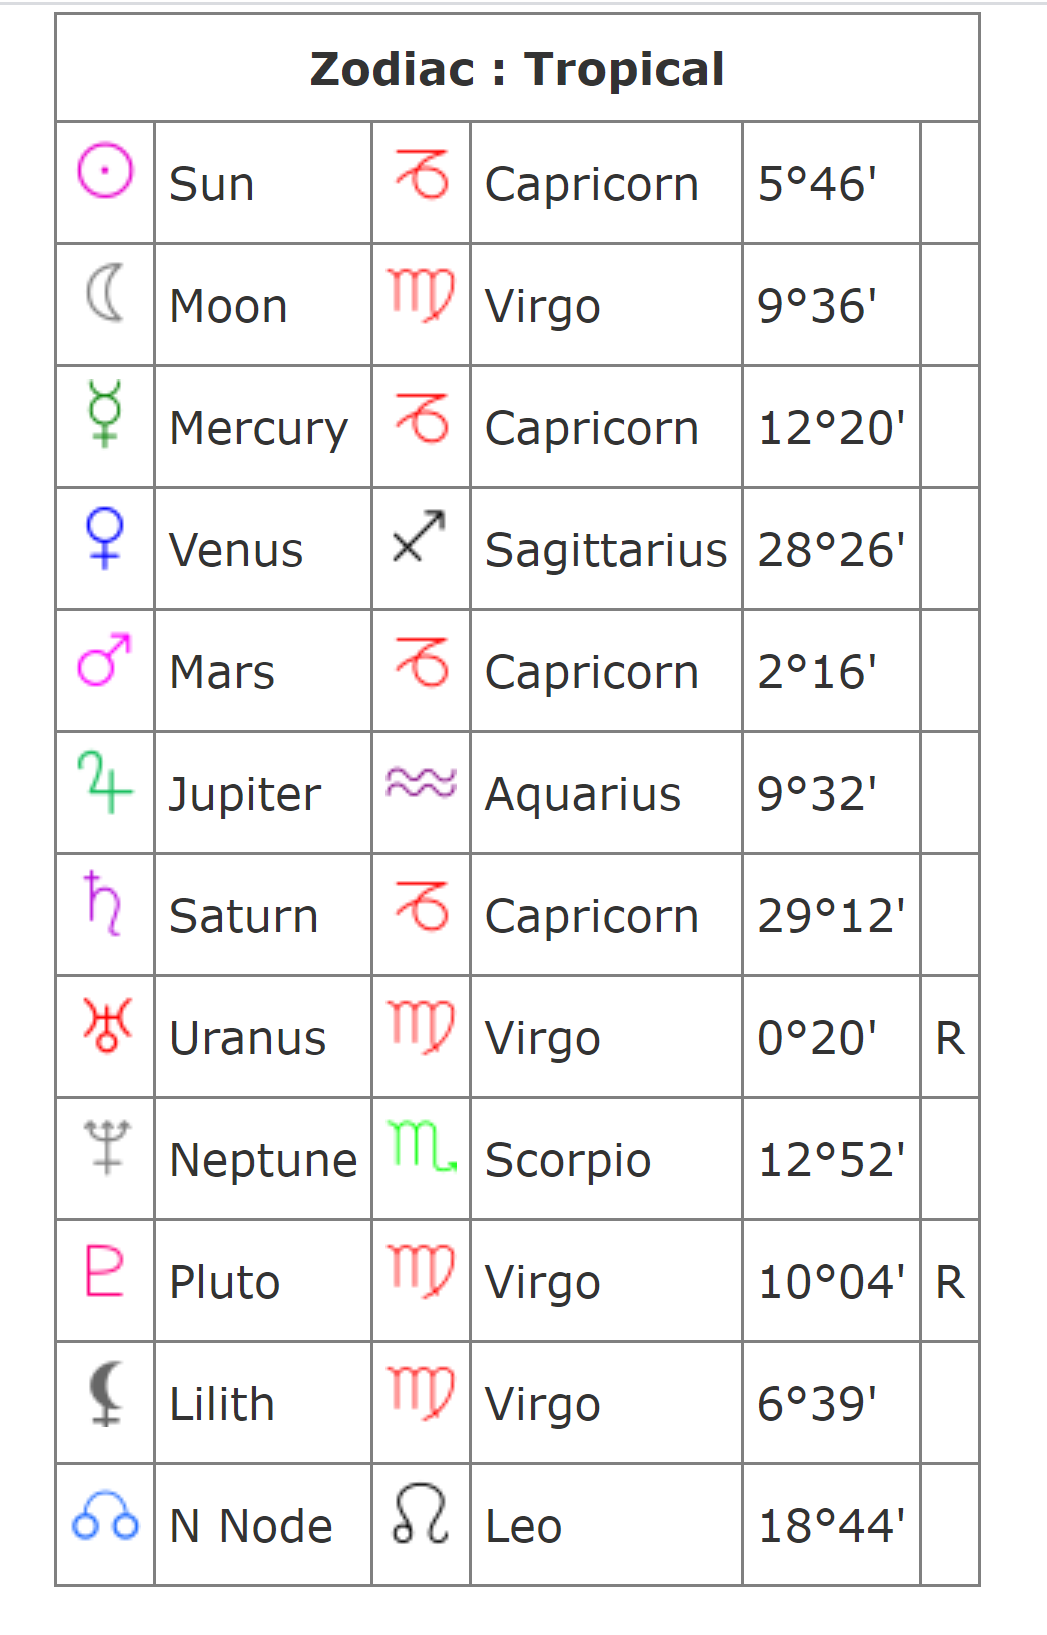 Zodiac : Tropical
Sun Capricorn 5°46'
Moon Virgo 9°36'
Mercury Capricorn 12°20'
Venus Sagittarius 28°26'
Mars Capricorn 2°16'
Jupiter Aquarius 9°32'
Saturn Capricorn 29°12'
Uranus Virgo 0°20' R
Neptune Scorpio 12°52'
Pluto Virgo 10°04' R
Lilith Virgo 6°39'
N Node Leo 18°44'